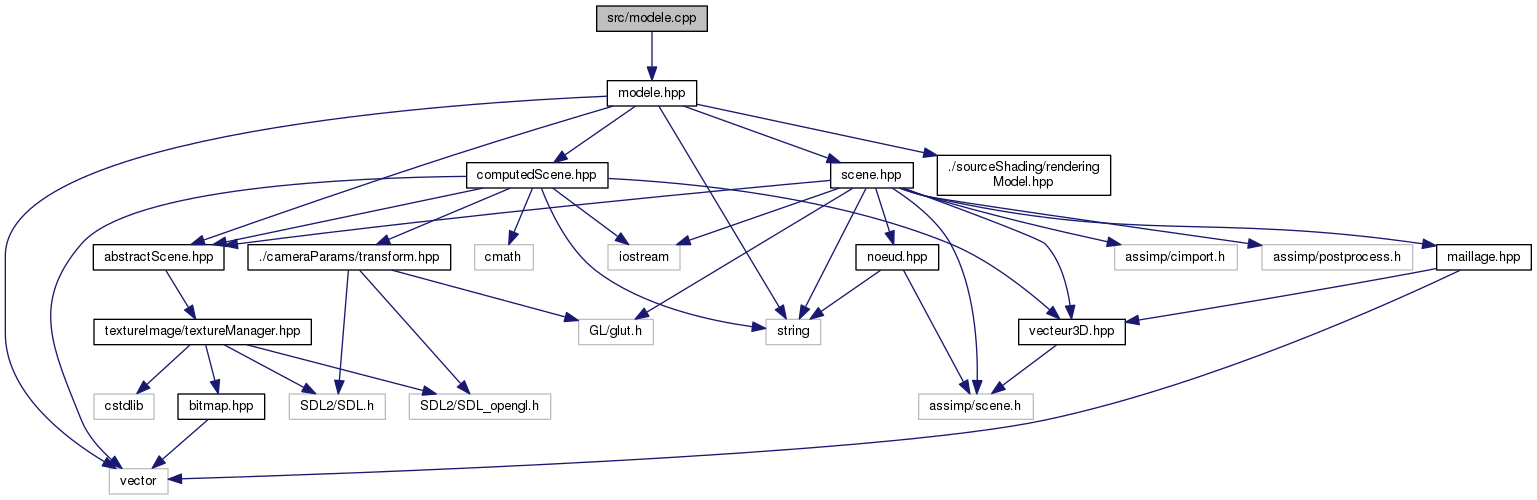 src/modele.cpp
modele.hpp
./sourceShading/rendering
Model.hpp
computedScene.hpp
scene.hpp
abstractScene.hpp
./cameraParams/transform.hpp
cmath
iostream
noeud.hpp
assimp/cimport.h
assimp/postprocess.h
maillage.hpp
textureImage/textureManager.hpp
GL/glut.h
string
vecteur3D.hpp
cstdlib
bitmap.hpp
SDL2/SDL.h
SDL2/SDL_opengl.h
assimp/scene.h
vector